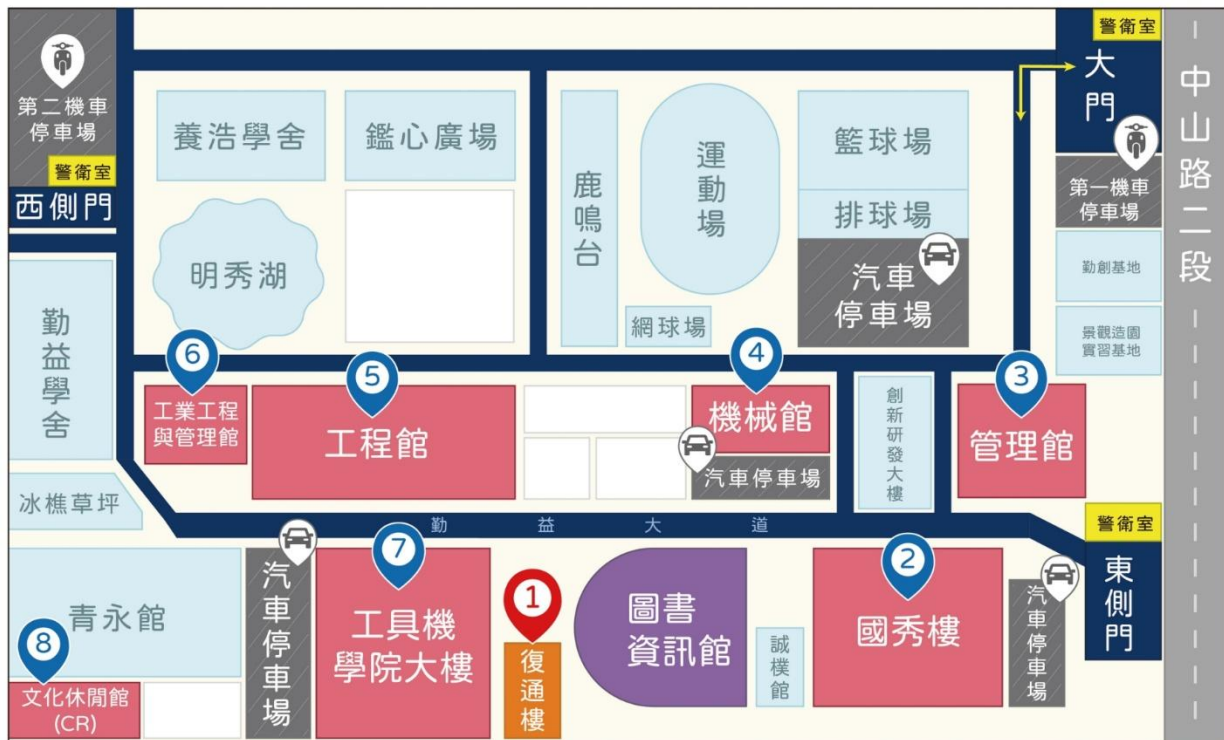 警衛室
大門
中山路二段
第二機車
停車場
警衛室
西側門
養浩學舍
鑑心廣場
鹿鳴台
運動場
籃球場
排球場
汽車
停車場
第一機車
停車場
明秀湖
網球場
勤創基地
景觀造園
實習基地
勤益學舍
6
工業工程
與管理館
5
工程館
4
機械館
汽車停車場
創新研發大樓
3
管理館
冰樵草坪
勤益大道
警衛室
東側門
青永館
汽車停車場
7
工具機
學院大樓
1
復通樓
圖書
資訊館
誠樸館
2
國秀樓
汽車停車場
8
文化休閒館
(CR)